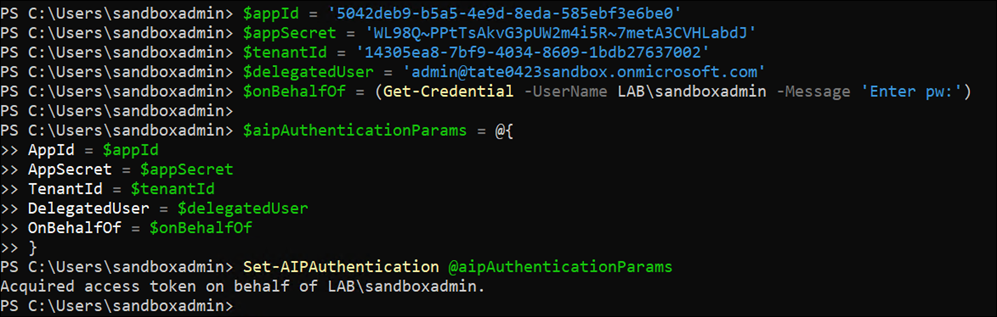 PS C:\Users\sandboxadmin> $appId = '5042deb9-b5a5-4e9d-8eda-585ebf3e6be0'
PS C:\Users\sandboxadmin> $appSecret = 'WL98Q~PPtTsAkvG3pUW2m4i5R~7metA3CVHLabdJ'
PS C:\Users\sandboxadmin> $tenantId = '14305ea8-7bf9-4034-8609-1bdb27637002'
PS C:\Users\sandboxadmin> $delegatedUser = 'admin@tate0423sandbox.onmicrosoft.com'
PS C:\Users\sandboxadmin> $onBehalfOf = (Get-Credential -UserName LAB\sandboxadmin -Message 'Enter pw:')
PS C:\Users\sandboxadmin>
PS C:\Users\sandboxadmin> $aipAuthenticationParams = @{
>> AppId = $appId
>> AppSecret = $appSecret
>> TenantId = $tenantId
>> DelegatedUser = $delegatedUser
>> OnBehalfOf = $onBehalfOf
>> }
PS C:\Users\sandboxadmin> Set-AIPAuthentication @aipAuthenticationParams
Acquired access token on behalf of LAB\sandboxadmin.
PS C:\Users\sandboxadmin>